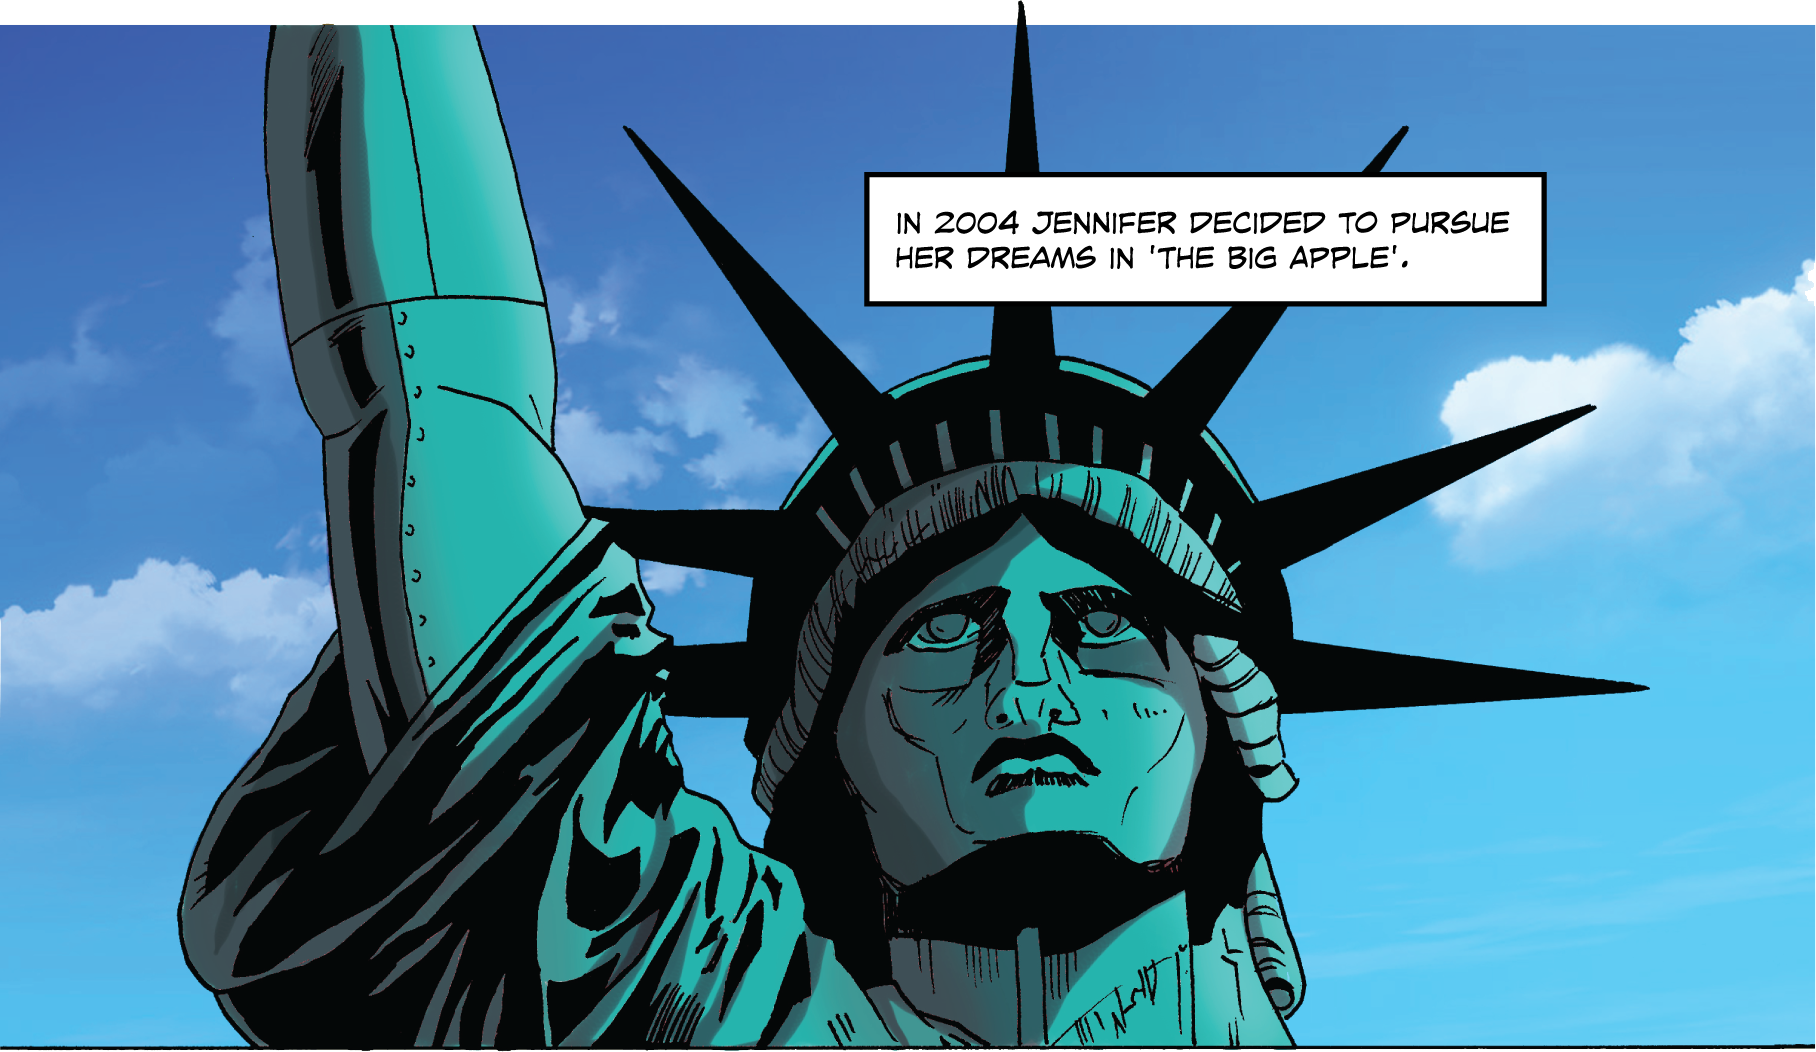 IN 2004 JENNIFER DECIDED TO PURSUE
HER DREAMS IN 'THE BIG APPLE'.